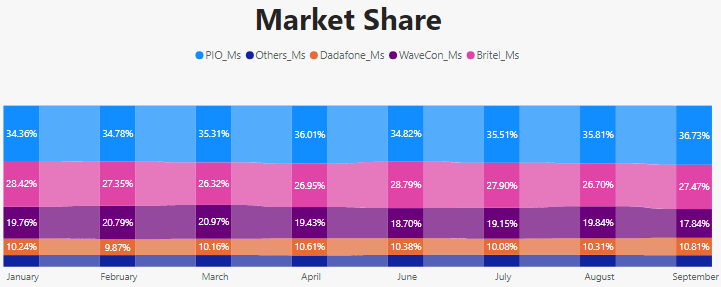 Market Share
PIO_Ms Others_Ms Dadafone_Ms WaveCon_Ms Britel_Ms
34.36% 34.78% 35.31% 36.01% 34.82% 35.51% 35.81% 36.73%
28.42% 27.35% 26.32% 26.95% 28.79% 27.90% 26.70% 27.47%
19.76% 20.79% 20.97% 19.43% 18.70% 19.15% 19.84% 17.84%
10.24% 9.87% 10.16% 10.61% 10.38% 10.08% 10.31% 10.81%
January February March April June July August September